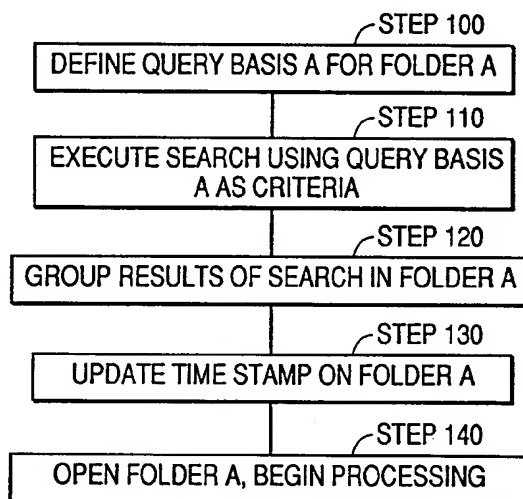 STEP 100
DEFINE QUERY BASIS A FOR FOLDER A
STEP 110
EXECUTE SEARCH USING QUERY BASIS
A AS CRITERIA
STEP 120
GROUP RESULTS OF SEARCH IN FOLDER A
STEP 130
UPDATE TIME STAMP ON FOLDER A
STEP 140
OPEN FOLDER A, BEGIN PROCESSING